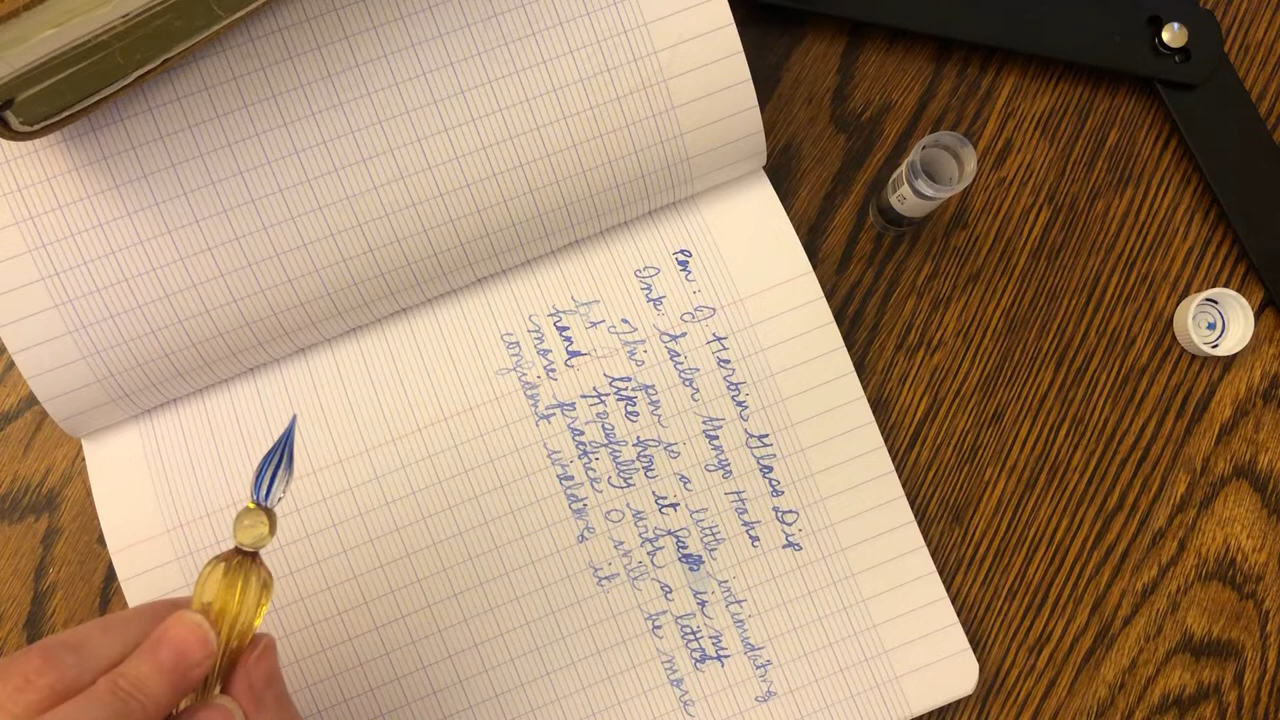 Pen: J. Herbin Glass Dip
Ink: Sailor Manyo Haha
This pen is a little intimidating
but I like how it feels in my
hand. Hopefully with a little
more practice I will be more
confident wielding it.